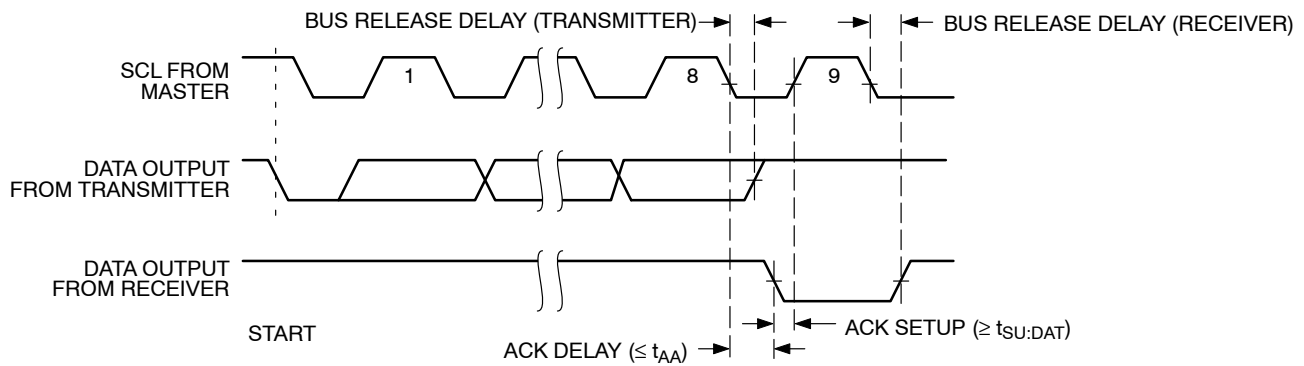 BUS RELEASE DELAY (TRANSMITTER)
BUS RELEASE DELAY (RECEIVER)
SCL FROM
MASTER
1
8
9
DATA OUTPUT
FROM TRANSMITTER
DATA OUTPUT
FROM RECEIVER
START
ACK SETUP (≥ tSU:DAT)
ACK DELAY (≤ tAA)